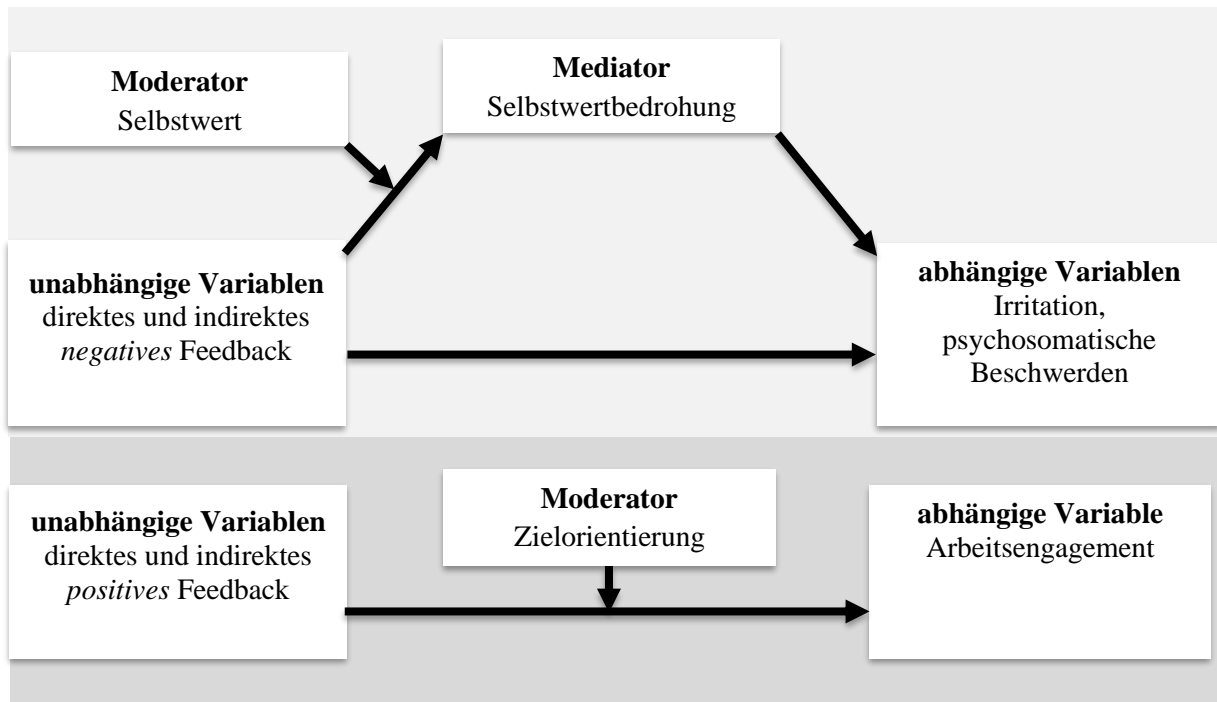 Moderator
Selbstwert
Mediator
Selbstwertbedrohung
unabhängige Variablen
direktes und indirektes
negatives Feedback
abhängige Variablen
Irritation,
psychosomatische
Beschwerden
unabhängige Variablen
direktes und indirektes
positives Feedback
Moderator
Zielorientierung
abhängige Variable
Arbeitsengagement